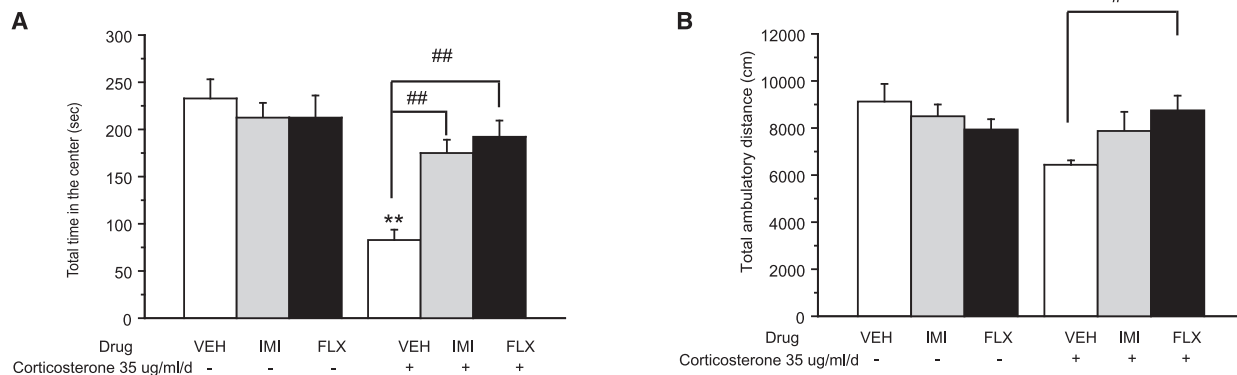 A
Total time in the center (sec)
300
250
200
150
100
50
0
##
##
**
Drug VEH IMI FLX VEH IMI FLX
Corticosterone 35 ug/ml/d - - - + + +
B
Total ambulatory distance (cm)
12000
10000
8000
6000
4000
2000
0
Drug VEH IMI FLX VEH IMI FLX
Corticosterone 35 ug/ml/d - - - + + +